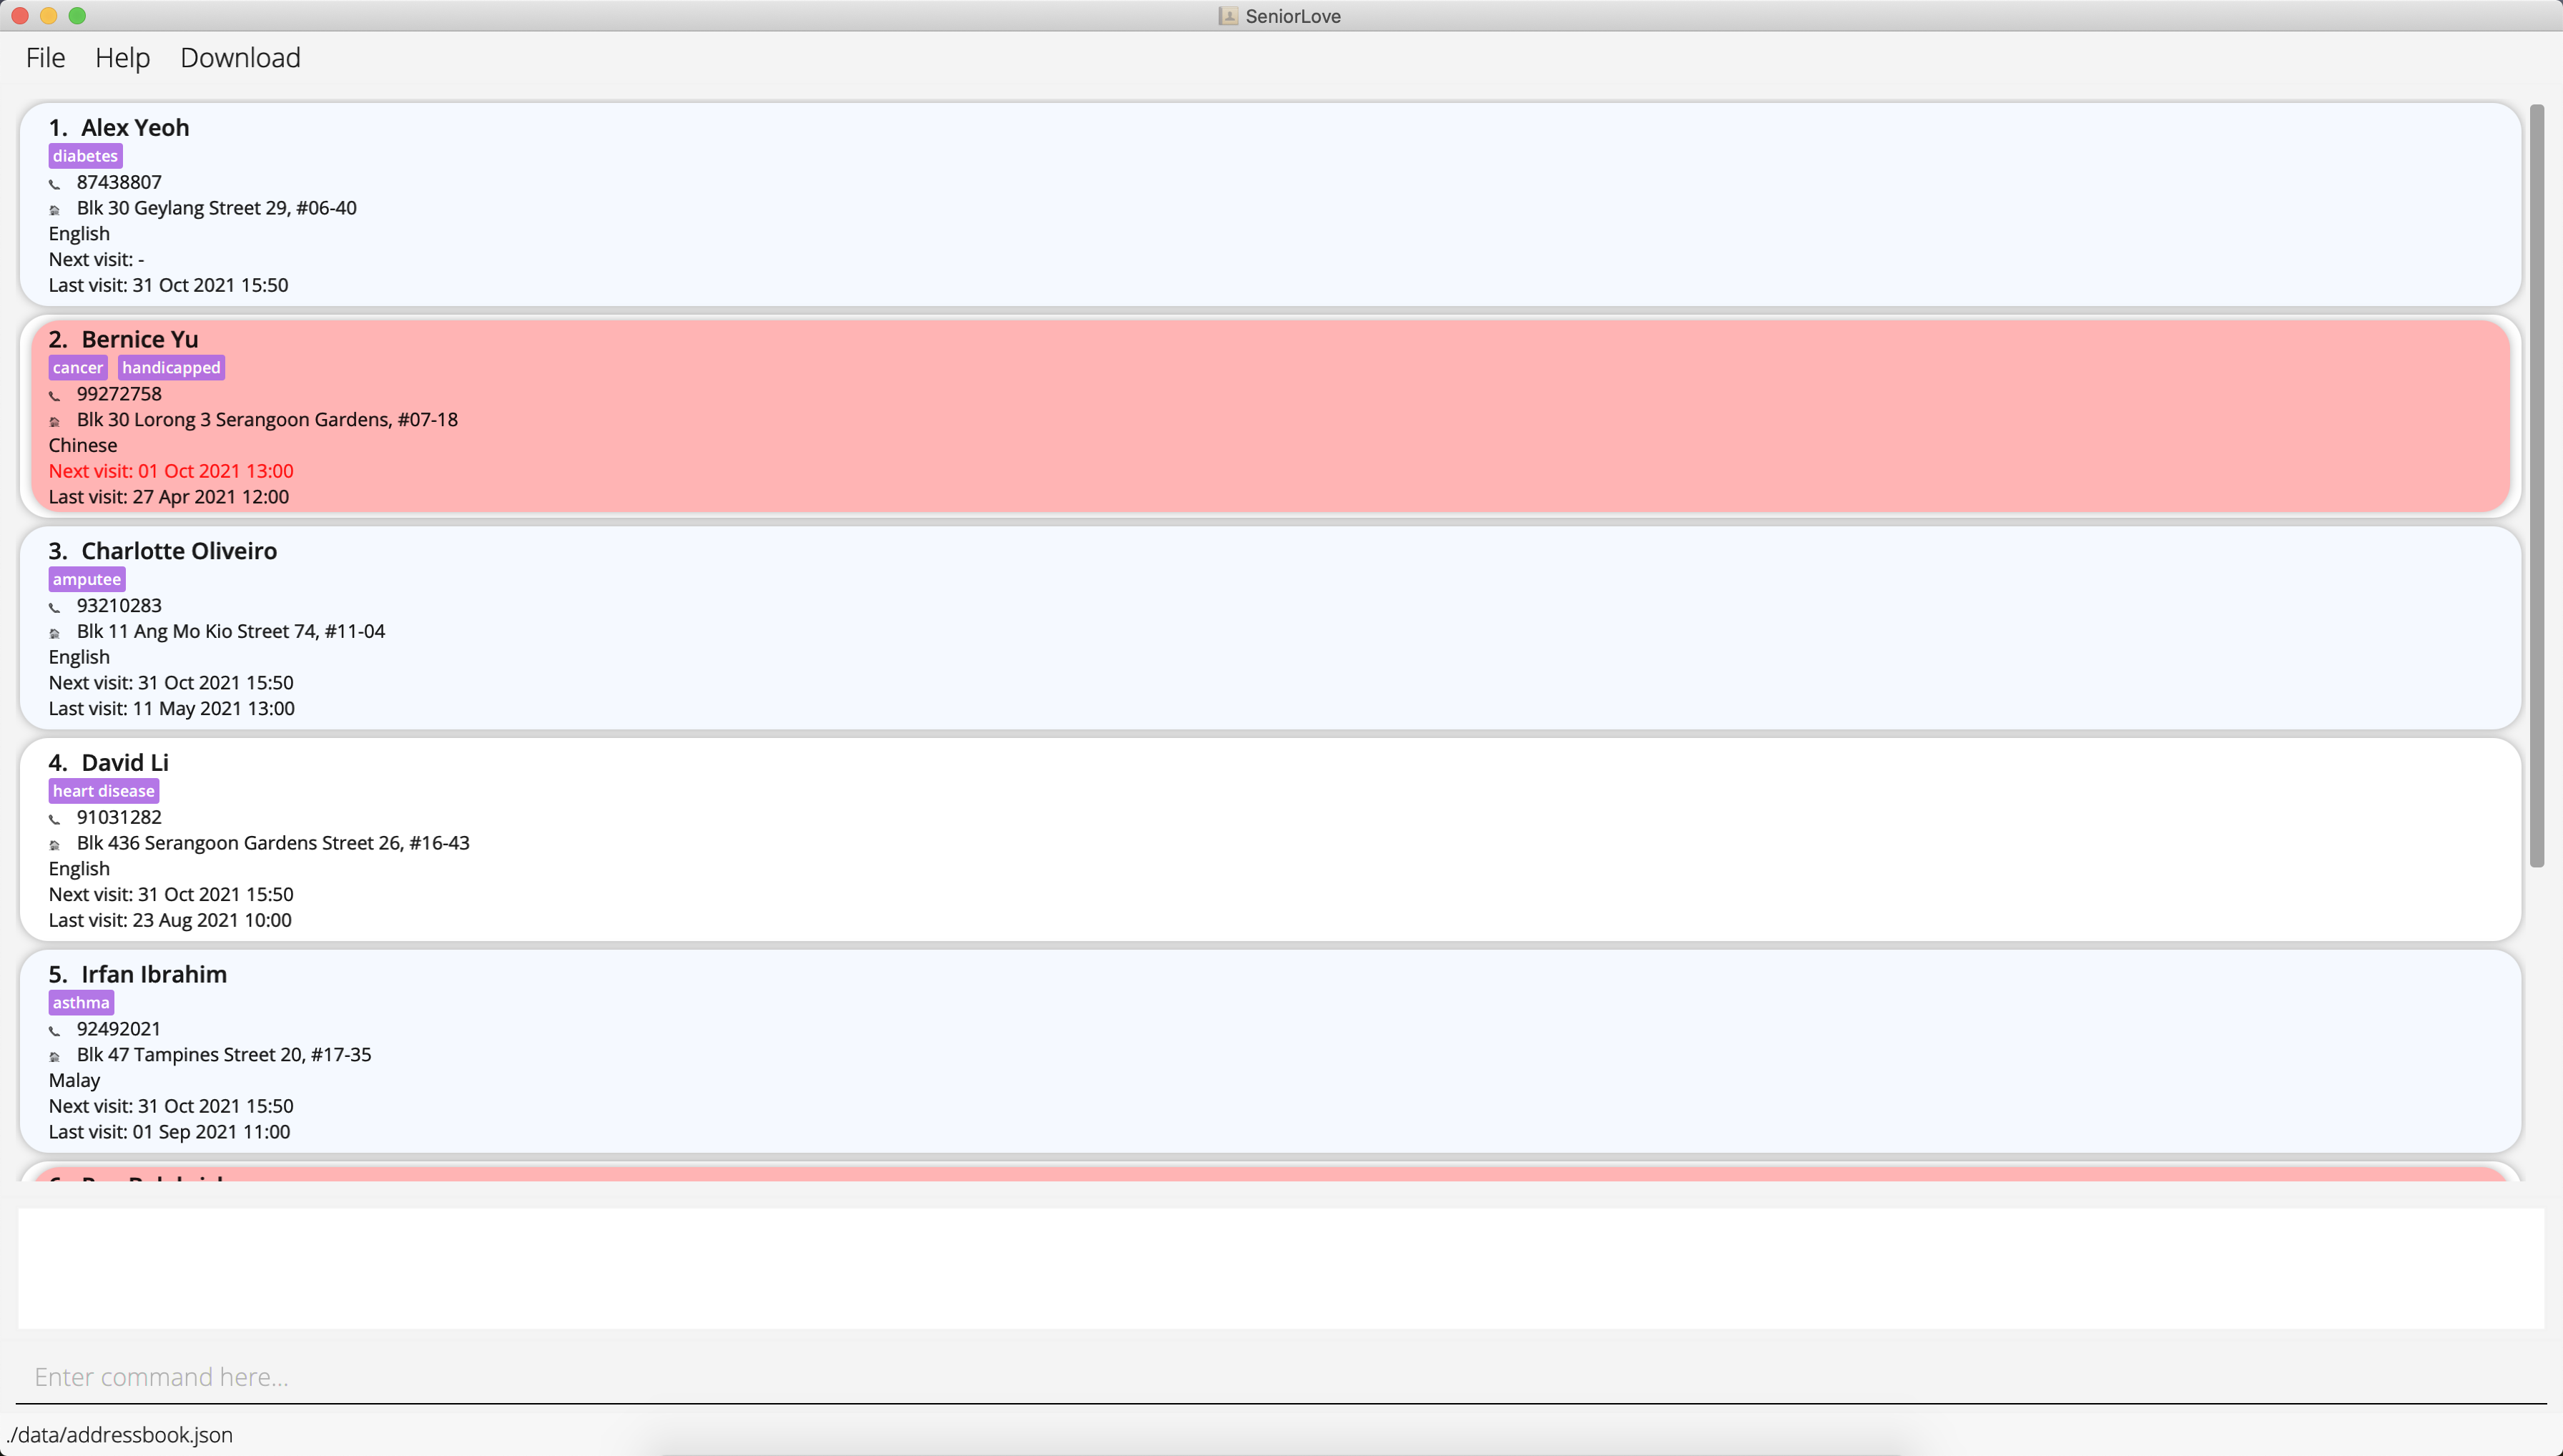 SeniorLove
File Help Download
1. Alex Yeoh
diabetes
87438807
Blk 30 Geylang Street 29, #06-40
English
Next visit: -
Last visit: 31 Oct 2021 15:50
2. Bernice Yu
cancer handicapped
99272758
Blk 30 Lorong 3 Serangoon Gardens, #07-18
Chinese
Next visit: 01 Oct 2021 13:00
Last visit: 27 Apr 2021 12:00
3. Charlotte Oliveiro
amputee
93210283
Blk 11 Ang Mo Kio Street 74, #11-04
English
Next visit: 31 Oct 2021 15:50
Last visit: 11 May 2021 13:00
4. David Li
heart disease
91031282
Blk 436 Serangoon Gardens Street 26, #16-43
English
Next visit: 31 Oct 2021 15:50
Last visit: 23 Aug 2021 10:00
5. Irfan Ibrahim
asthma
92492021
Blk 47 Tampines Street 20, #17-35
Malay
Next visit: 31 Oct 2021 15:50
Last visit: 01 Sep 2021 11:00
Enter command here...
./data/addressbook.json